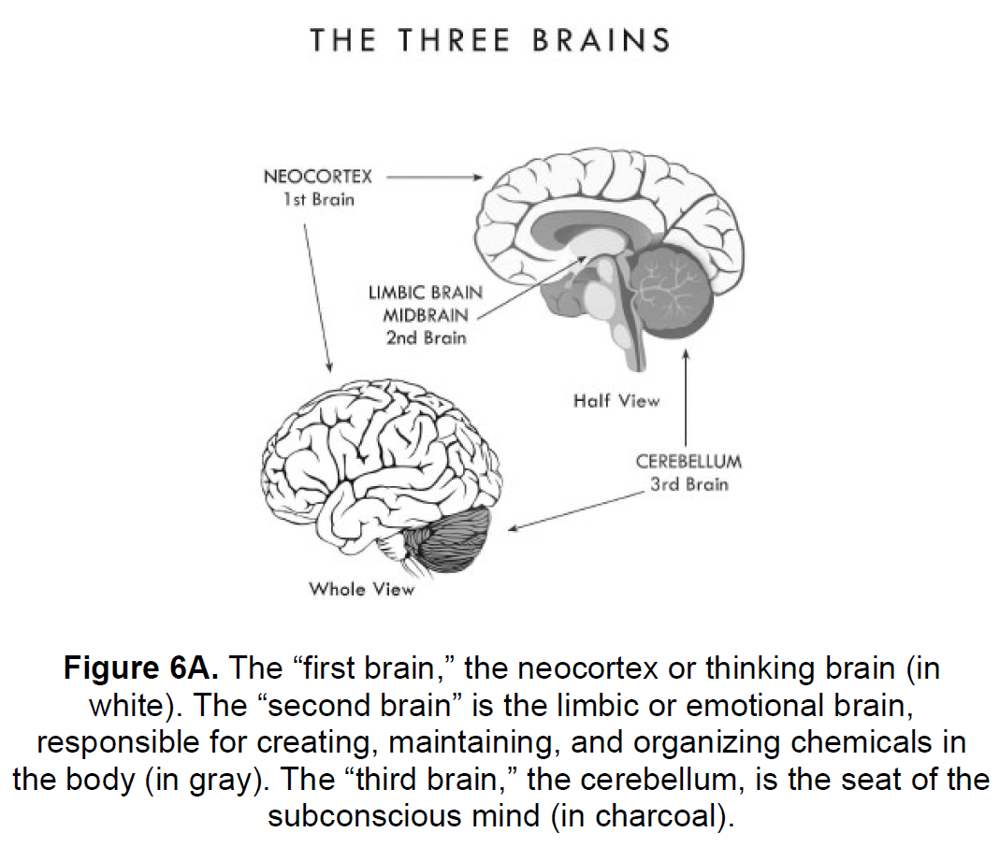 THE THREE BRAINS
NEOCORTEX
1st Brain
LIMBIC BRAIN
MIDBRAIN
2nd Brain
Half View
CEREBELLUM
3rd Brain
Whole View
Figure 6A. The “first brain,” the neocortex or thinking brain (in
white). The “second brain” is the limbic or emotional brain,
responsible for creating, maintaining, and organizing chemicals in
the body (in gray). The “third brain,” the cerebellum, is the seat of the
subconscious mind (in charcoal).